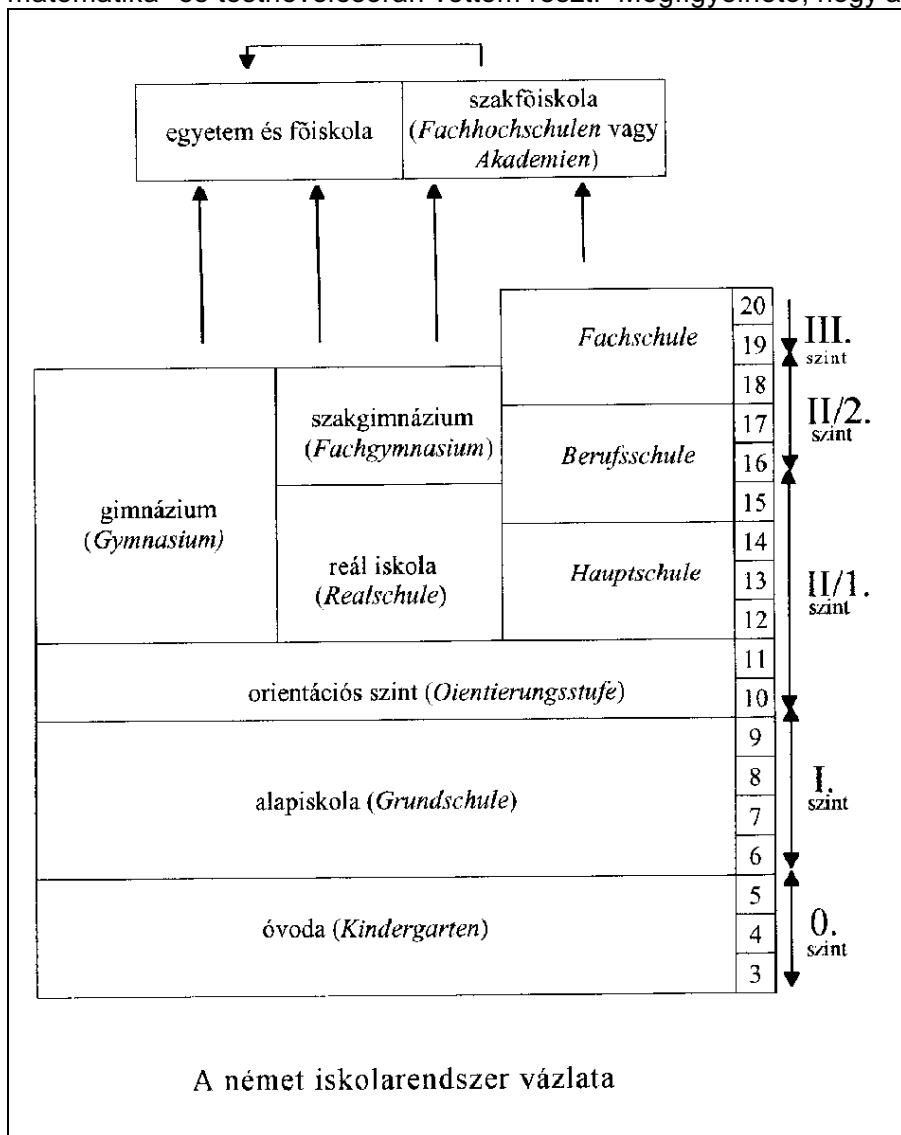 egyetem és fõiskola
szakfõiskola
(Fachhochschulen vagy
Akademien)
20
19
18
17
16
15
14
13
12
11
10
9
8
7
6
5
4
3
III.
szint
II/2.
szint
II/1.
szint
I.
szint
0.
szint
Fachschule
szakgimnázium
(Fachgymnasium)
Berufsschule
gimnázium
(Gymnasium)
reál iskola
(Realschule)
Hauptschule
orientációs szint (Oientierungsstufe)
alapiskola (Grundschule)
óvoda (Kindergarten)
A német iskolarendszer vázlata